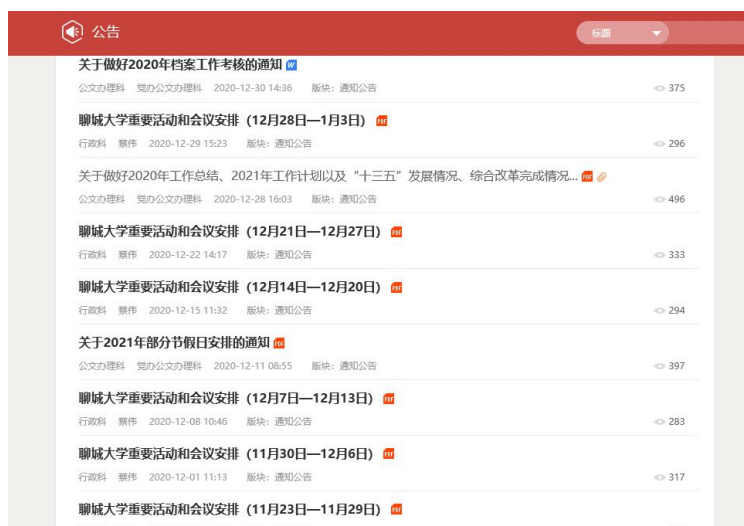 公告
标题
关于做好2020年档案工作考核的通知
公文办理科 党办公文办理科 2020-12-30 14:36 版块：通知公告 375
聊城大学重要活动和会议安排（12月28日—1月3日） PDF
行政科 蔡伟 2020-12-29 15:23 版块：通知公告 296
关于做好2020年工作总结、2021年工作计划以及“十三五”发展情况、综合改革完成情况... PDF
公文办理科 党办公文办理科 2020-12-28 16:03 版块：通知公告 496
聊城大学重要活动和会议安排（12月21日—12月27日） PDF
行政科 蔡伟 2020-12-22 14:17 版块：通知公告 333
聊城大学重要活动和会议安排（12月14日—12月20日） PDF
行政科 蔡伟 2020-12-15 11:32 版块：通知公告 294
关于2021年部分节假日安排的通知 PDF
公文办理科 党办公文办理科 2020-12-11 08:55 版块：通知公告 397
聊城大学重要活动和会议安排（12月7日—12月13日） PDF
行政科 蔡伟 2020-12-08 10:46 版块：通知公告 283
聊城大学重要活动和会议安排（11月30日—12月6日） PDF
行政科 蔡伟 2020-12-01 11:13 版块：通知公告 317
聊城大学重要活动和会议安排（11月23日—11月29日） PDF